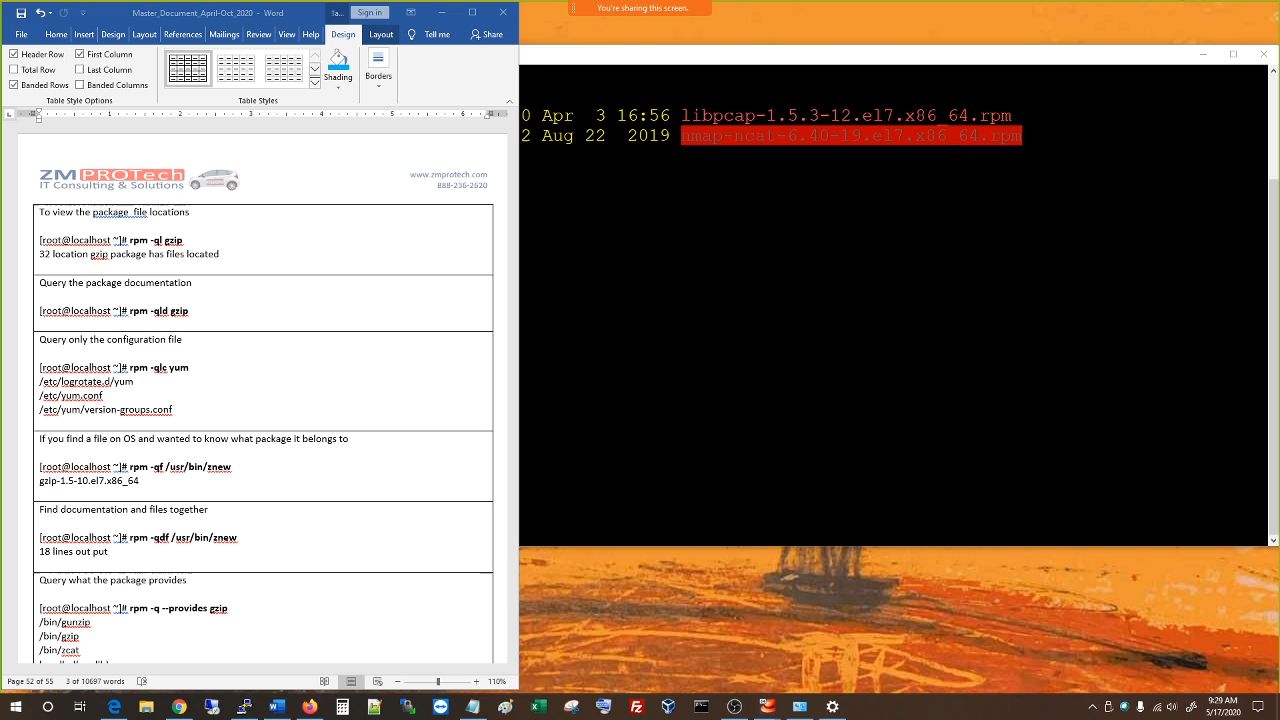 Master_Document_April-Oct_2020 - Word
Ta...
Sign in
You're sharing this screen.
File Home Insert Design Layout References Mailings Review View Help Design Layout Tell me Share
Header Row First Column
Total Row Last Column
Banded Rows Banded Columns
Shading
Borders
Table Style Options
Table Styles
1 2 3 4 5 6
ZMPROTech
IT Consulting & Solutions
www.zmprotech.com
888-236-2620
To view the package file locations
[root@localhost ~]# rpm -ql gzip
32 location gzip package has files located
Query the package documentation
[root@localhost ~]# rpm -qld gzip
Query only the configuration file
[root@localhost ~]# rpm -qlc yum
/etc/logrotate.d/yum
/etc/yum.conf
/etc/yum/version-groups.conf
If you find a file on OS and wanted to know what package it belongs to
[root@localhost ~]# rpm -qf /usr/bin/znew
gzip-1.5-10.el7.x86_64
Find documentation and files together
[root@localhost ~]# rpm -qdf /usr/bin/znew
18 lines out put
Query what the package provides
[root@localhost ~]# rpm -q --provides gzip
/bin/gunzip
/bin/gzip
/bin/zcat
Page 52 of 55 3 of 10697 words
110%
0 Apr 3 16:56 libpcap-1.5.3-12.el7.x86_64.rpm
2 Aug 22 2019 nmap-ncat-6.40-19.el7.x86_64.rpm
9:29 AM
5/17/2020